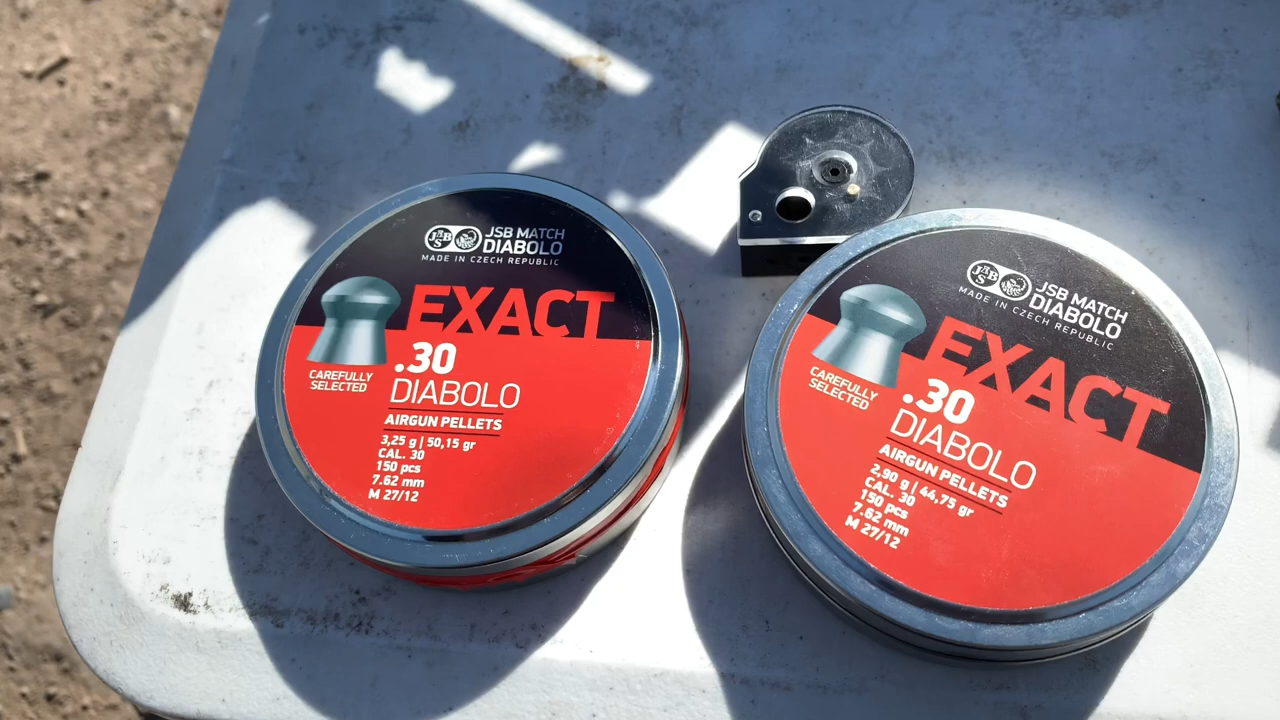 JSB
JSB MATCH
DIABOLO
MADE IN CZECH REPUBLIC
EXACT
.30
DIABOLO
CAREFULLY
SELECTED
AIRGUN PELLETS
3,25 g | 50,15 gr
CAL. 30
150 pcs
7.62 mm
M 27/12
JSB
JSB MATCH
DIABOLO
MADE IN CZECH REPUBLIC
EXACT
.30
DIABOLO
CAREFULLY
SELECTED
AIRGUN PELLETS
2,90 g | 44,75 gr
CAL. 30
150 pcs
7.62 mm
M 27/12